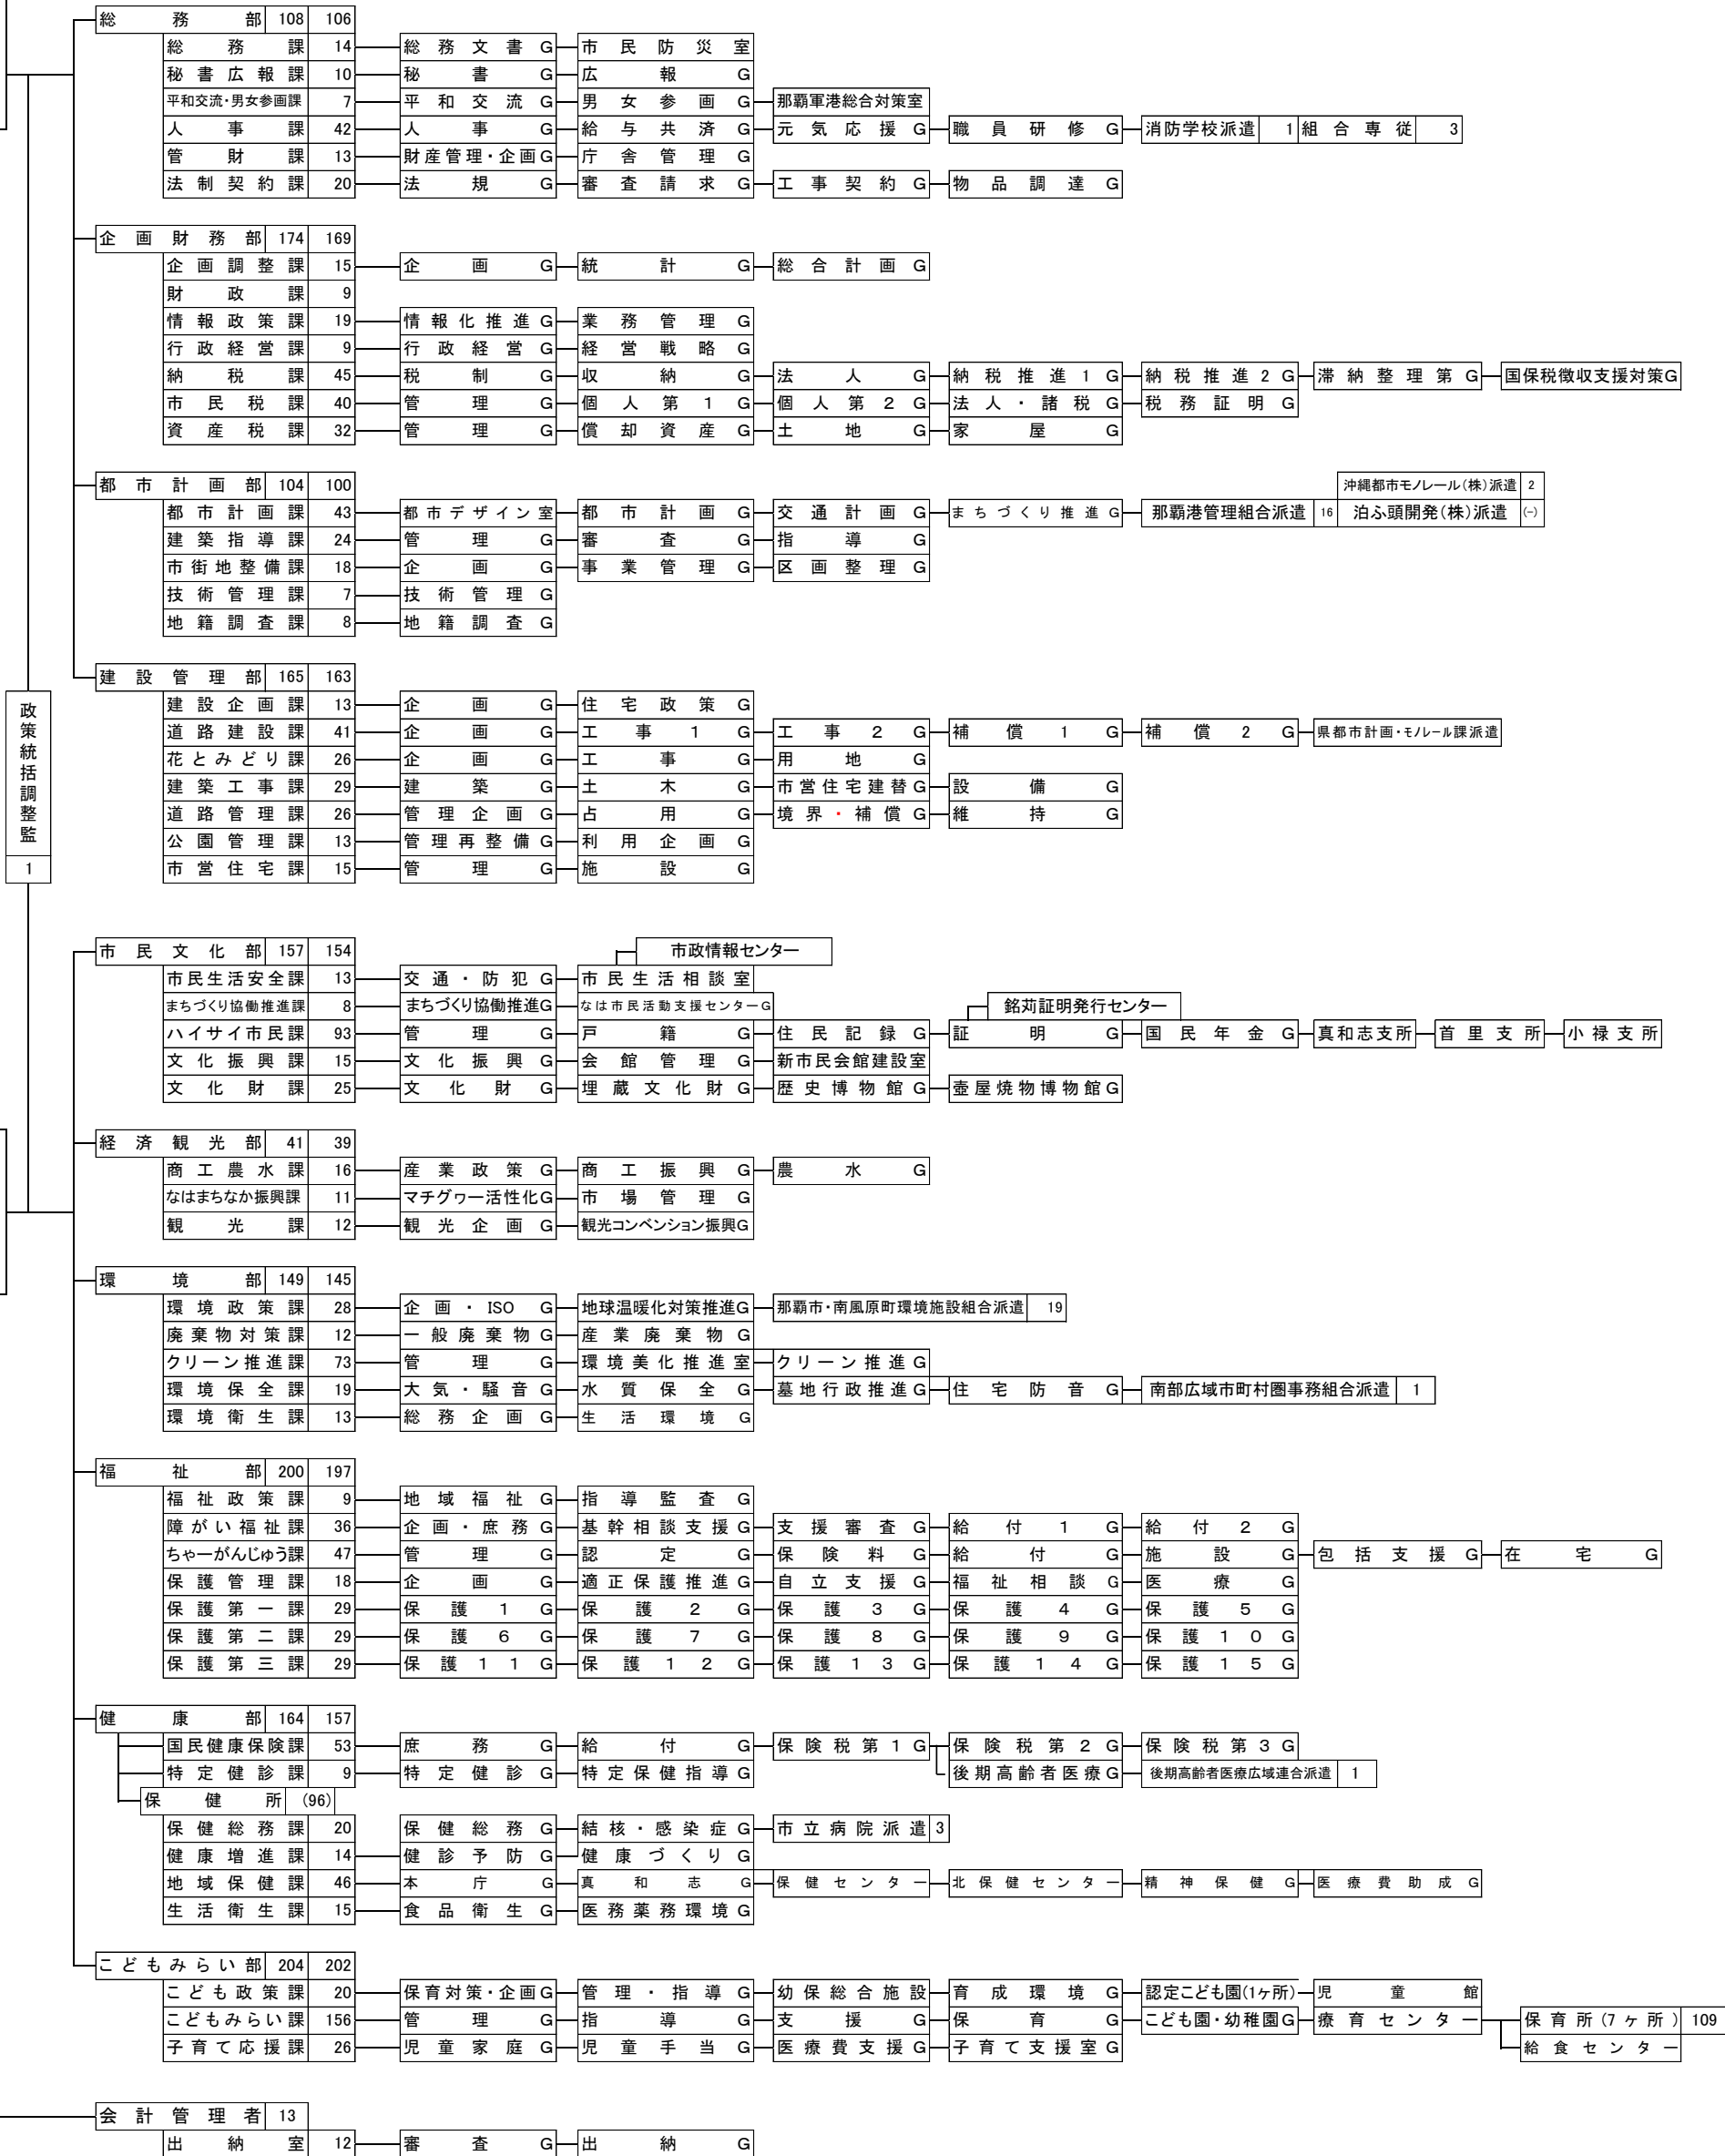 総務部 108 106
総務課 14 総務文書G 市民防災室
秘書広報課 10 秘書G 広報G
平和交流・男女参画課 7 平和交流G 男女参画G 那覇軍港総合対策室
人事課 42 人事G 給与共済G 元気応援G 職員研修G 消防学校派遣 1 組合専従 3
管財課 13 財産管理・企画G 庁舎管理G
法制契約課 20 法規G 審査請求G 工事契約G 物品調達G
企画財務部 174 169
企画調整課 15 企画G 統計G 総合計画G
財政課 9
情報政策課 19 情報化推進G 業務管理G
行政経営課 9 行政経営G 経営戦略G
納税課 45 税制G 収納G 法人G 納税推進1G 納税推進2G 滞納整理第G 国保税徴収支援対策G
市民税課 40 管理G 個人第1G 個人第2G 法人・諸税G 税務証明G
資産税課 32 管理G 償却資産G 土地G 家屋G
都市計画部 104 100 沖縄都市モノレール(株)派遣 2
都市計画課 43 都市デザイン室 都市計画G 交通計画G まちづくり推進G 那覇港管理組合派遣 16 泊ふ頭開発(株)派遣 (-)
建築指導課 24 管理G 審査G 指導G
市街地整備課 18 企画G 事業管理G 区画整理G
技術管理課 7 技術管理G
地籍調査課 8 地籍調査G
建設管理部 165 163
建設企画課 13 企画G 住宅政策G
道路建設課 41 企画G 工事1G 工事2G 補償1G 補償2G 県都市計画・モノレール課派遣
花とみどり課 26 企画G 工事G 用地G
建築工事課 29 建築G 土木G 市営住宅建替G 設備G
道路管理課 26 管理企画G 占用G 境界・補償G 維持G
公園管理課 13 管理再整備G 利用企画G
市営住宅課 15 管理G 施設G
政策統括調整監
1
市民文化部 157 154 市政情報センター
市民生活安全課 13 交通・防犯G 市民生活相談室
まちづくり協働推進課 8 まちづくり協働推進G なは市民活動支援センターG 銘苅証明発行センター
ハイサイ市民課 93 管理G 戸籍G 住民記録G 証明G 国民年金G 真和志支所 首里支所 小禄支所
文化振興課 15 文化振興G 会館管理G 新市民会館建設室
文化財課 25 文化財G 埋蔵文化財G 歴史博物館G 壺屋焼物博物館G
経済観光部 41 39
商工農水課 16 産業政策G 商工振興G 農水G
なはまちなか振興課 11 マチグヮー活性化G 市場管理G
観光課 12 観光企画G 観光コンベンション振興G
環境部 149 145
環境政策課 28 企画・ISO G 地球温暖化対策推進G 那覇市・南風原町環境施設組合派遣 19
廃棄物対策課 12 一般廃棄物G 産業廃棄物G
クリーン推進課 73 管理G 環境美化推進室 クリーン推進G
環境保全課 19 大気・騒音G 水質保全G 墓地行政推進G 住宅防音G 南部広域市町村圏事務組合派遣 1
環境衛生課 13 総務企画G 生活環境G
福祉部 200 197
福祉政策課 9 地域福祉G 指導監査G
障がい福祉課 36 企画・庶務G 基幹相談支援G 支援審査G 給付1G 給付2G
ちゃーがんじゅう課 47 管理G 認定G 保険料G 給付G 施設G 包括支援G 在宅G
保護管理課 18 企画G 適正保護推進G 自立支援G 福祉相談G 医療G
保護第一課 29 保護1G 保護2G 保護3G 保護4G 保護5G
保護第二課 29 保護6G 保護7G 保護8G 保護9G 保護10G
保護第三課 29 保護11G 保護12G 保護13G 保護14G 保護15G
健康部 164 157
国民健康保険課 53 庶務G 給付G 保険税第1G 保険税第2G 保険税第3G
特定健診課 9 特定健診G 特定保健指導G 後期高齢者医療G 後期高齢者医療広域連合派遣 1
保健所 (96)
保健総務課 20 保健総務G 結核・感染症G 市立病院派遣 3
健康増進課 14 健診予防G 健康づくりG
地域保健課 46 本庁G 真和志G 保健センター 北保健センター 精神保健G 医療費助成G
生活衛生課 15 食品衛生G 医務薬務環境G
こどもみらい部 204 202
こども政策課 20 保育対策・企画G 管理・指導G 幼保総合施設 育成環境G 認定こども園(1ヶ所) 児童館
こどもみらい課 156 管理G 指導G 支援G 保育G こども園・幼稚園G 療育センター 保育所(7ヶ所) 109
子育て応援課 26 児童家庭G 児童手当G 医療費支援G 子育て支援室G 給食センター
会計管理者 13
出納室 12 審査G 出納G